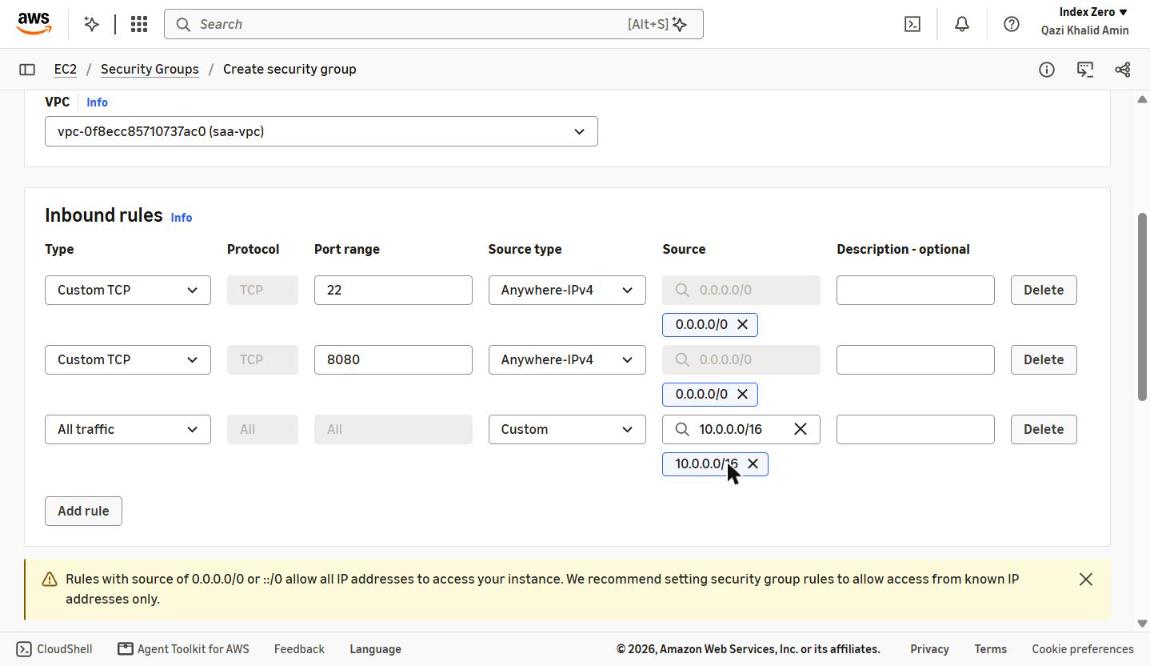 aws
Search [Alt+S]
Index Zero ▼
Qazi Khalid Amin
EC2 / Security Groups / Create security group
VPC Info
vpc-0f8ecc85710737ac0 (saa-vpc)
Inbound rules Info
Type Protocol Port range Source type Source Description - optional
Custom TCP TCP 22 Anywhere-IPv4 0.0.0.0/0 Delete
0.0.0.0/0
Custom TCP TCP 8080 Anywhere-IPv4 0.0.0.0/0 Delete
0.0.0.0/0
All traffic All All Custom 10.0.0.0/16 Delete
10.0.0.0/16
Add rule
Rules with source of 0.0.0.0/0 or ::/0 allow all IP addresses to access your instance. We recommend setting security group rules to allow access from known IP
addresses only.
CloudShell Agent Toolkit for AWS Feedback Language © 2026, Amazon Web Services, Inc. or its affiliates. Privacy Terms Cookie preferences